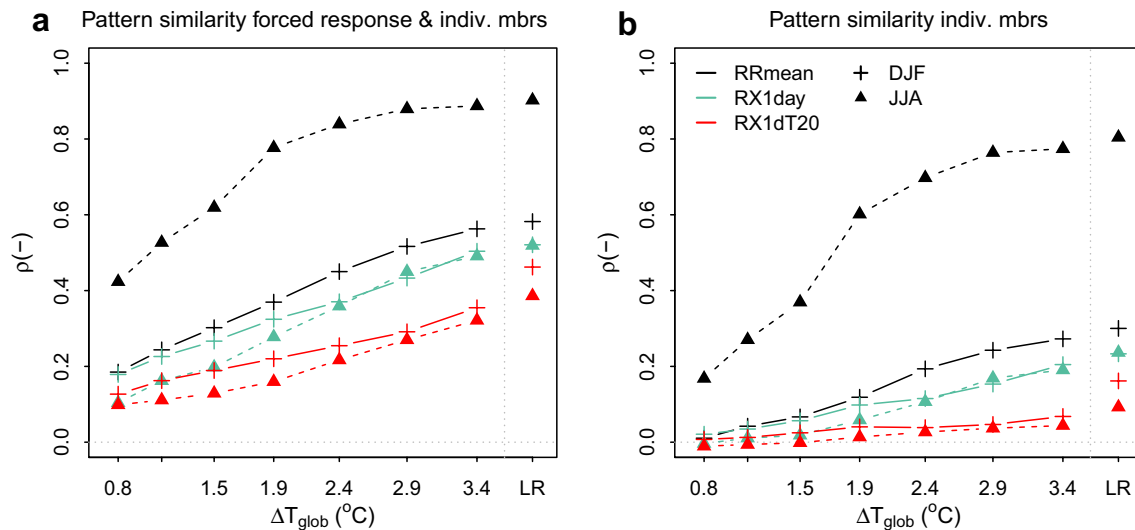 a Pattern similarity forced response & indiv. mbrs
ρ(−)
1.0
0.8
0.6
0.4
0.2
0.0
0.8 1.5 1.9 2.4 2.9 3.4 LR
ΔTglob (oC)
b Pattern similarity indiv. mbrs
RRmean DJF
RX1day JJA
RX1dT20
ρ(−)
1.0
0.8
0.6
0.4
0.2
0.0
0.8 1.5 1.9 2.4 2.9 3.4 LR
ΔTglob (oC)